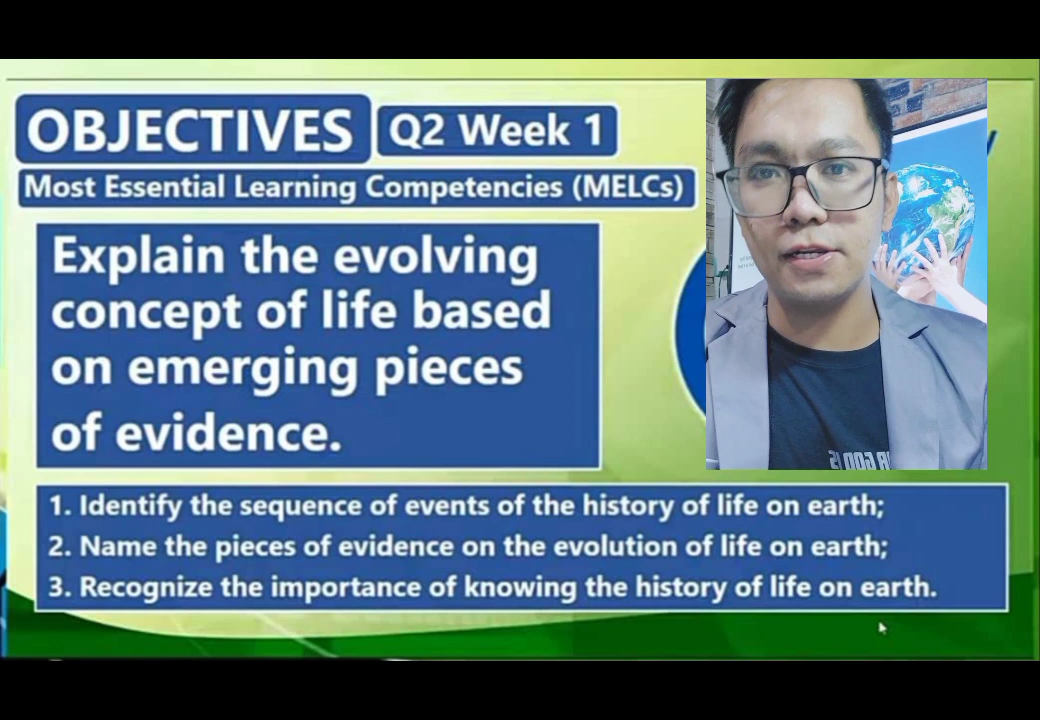 OBJECTIVES
Q2 Week 1
Most Essential Learning Competencies (MELCs)
Explain the evolving
concept of life based
on emerging pieces
of evidence.
1. Identify the sequence of events of the history of life on earth;
2. Name the pieces of evidence on the evolution of life on earth;
3. Recognize the importance of knowing the history of life on earth.